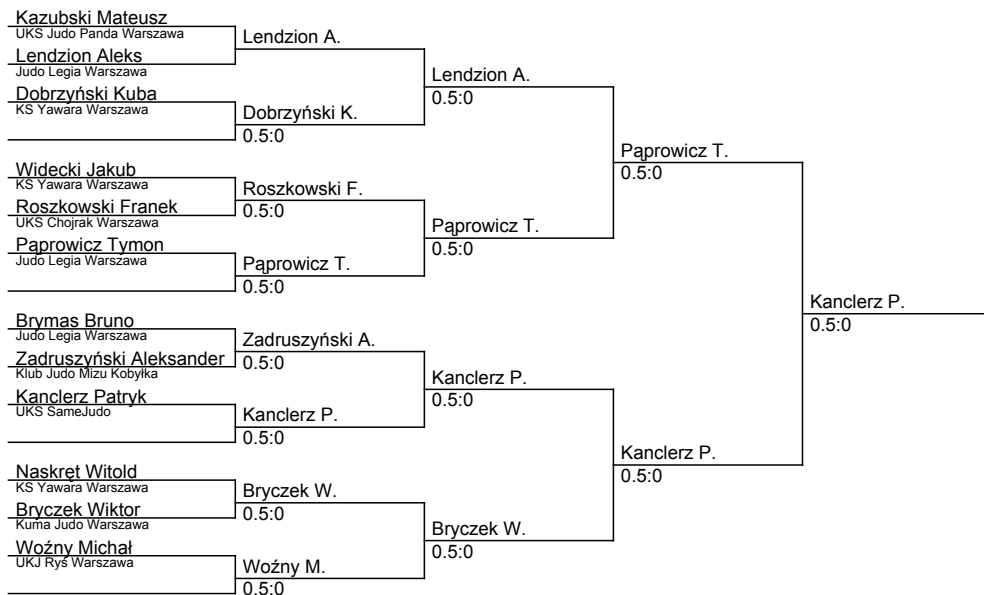 Kazubski Mateusz
UKS Judo Panda Warszawa
Lendzion A.
Lendzion Aleks
Judo Legia Warszawa
Lendzion A.
0.5:0
Dobrzyński Kuba
KS Yawara Warszawa
Dobrzyński K.
0.5:0
Pąprowicz T.
0.5:0
Widecki Jakub
KS Yawara Warszawa
Roszkowski F.
0.5:0
Roszkowski Franek
UKS Chojrak Warszawa
Pąprowicz T.
0.5:0
Pąprowicz Tymon
Judo Legia Warszawa
Pąprowicz T.
0.5:0
Kanclerz P.
0.5:0
Brymas Bruno
Judo Legia Warszawa
Zadruszyński A.
0.5:0
Zadruszyński Aleksander
Klub Judo Mizu Kobyłka
Kanclerz P.
0.5:0
Kanclerz Patryk
UKS SameJudo
Kanclerz P.
0.5:0
Kanclerz P.
0.5:0
Naskręt Witold
KS Yawara Warszawa
Bryczek W.
0.5:0
Bryczek Wiktor
Kuma Judo Warszawa
Bryczek W.
0.5:0
Woźny Michał
UKJ Ryś Warszawa
Woźny M.
0.5:0